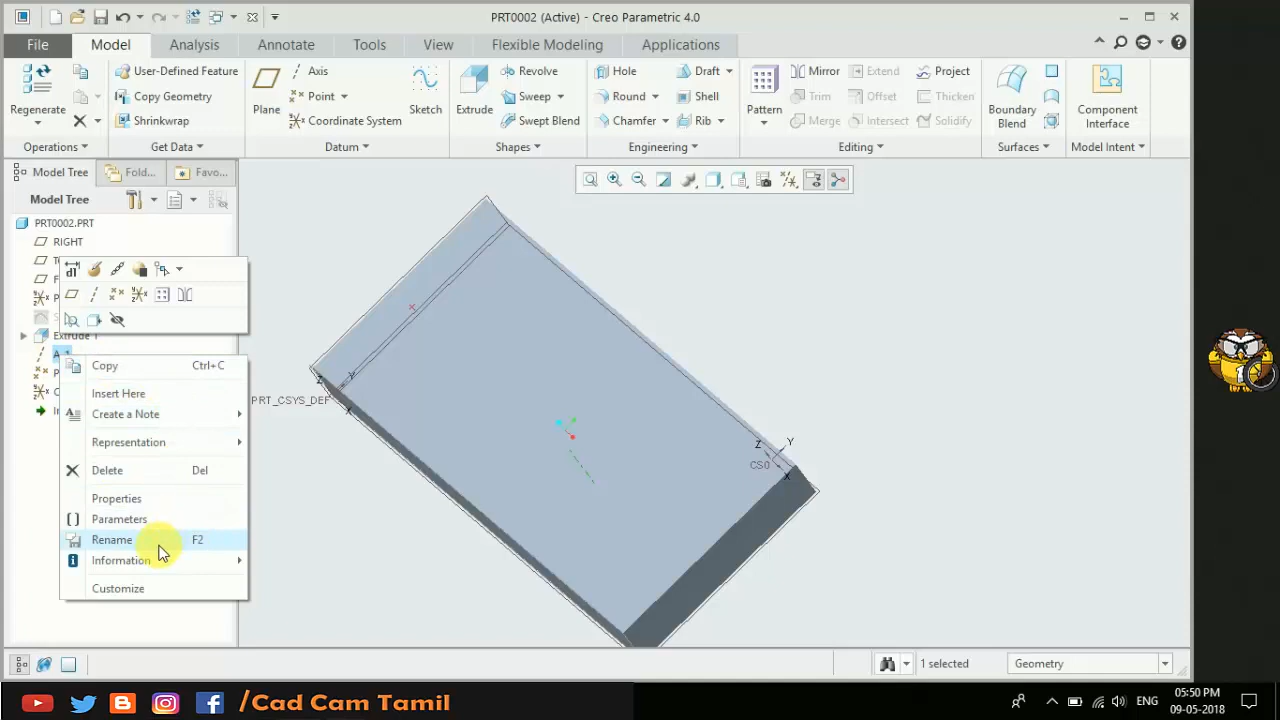 PRT0002 (Active) - Creo Parametric 4.0
File Model Analysis Annotate Tools View Flexible Modeling Applications
Regenerate
User-Defined Feature
Copy Geometry
Shrinkwrap
Plane
Axis
Point
Coordinate System
Sketch
Extrude
Revolve
Sweep
Swept Blend
Hole
Round
Chamfer
Draft
Shell
Rib
Pattern
Mirror
Trim
Merge
Extend
Offset
Intersect
Project
Thicken
Solidify
Boundary
Blend
Component
Interface
Operations Get Data Datum Shapes Engineering Editing Surfaces Model Intent
Model Tree Fold... Favo...
Model Tree
PRT0002.PRT
RIGHT
Extrude 1
Copy Ctrl+C
Insert Here
Create a Note
Representation
Delete Del
Properties
Parameters
Rename F2
Information
Customize
Z Y
PRT_CSYS_DEF
X
Z Y
CS0
X
1 selected Geometry
/Cad Cam Tamil
ENG
05:50 PM
09-05-2018